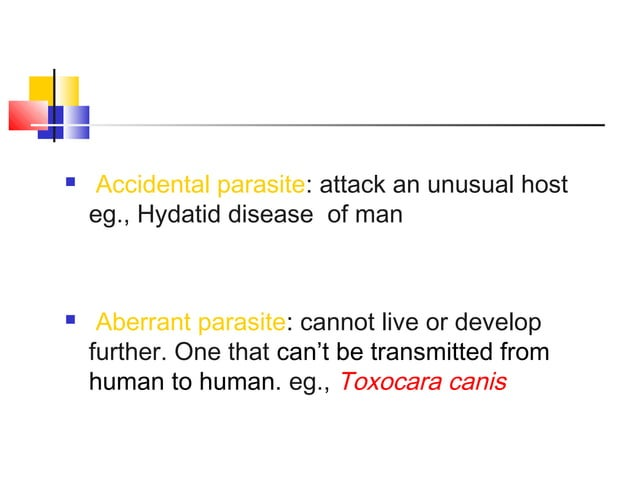 Accidental parasite: attack an unusual host
eg., Hydatid disease  of man
Aberrant parasite: cannot live or develop
further. One that can’t be transmitted from
human to human. eg., Toxocara canis